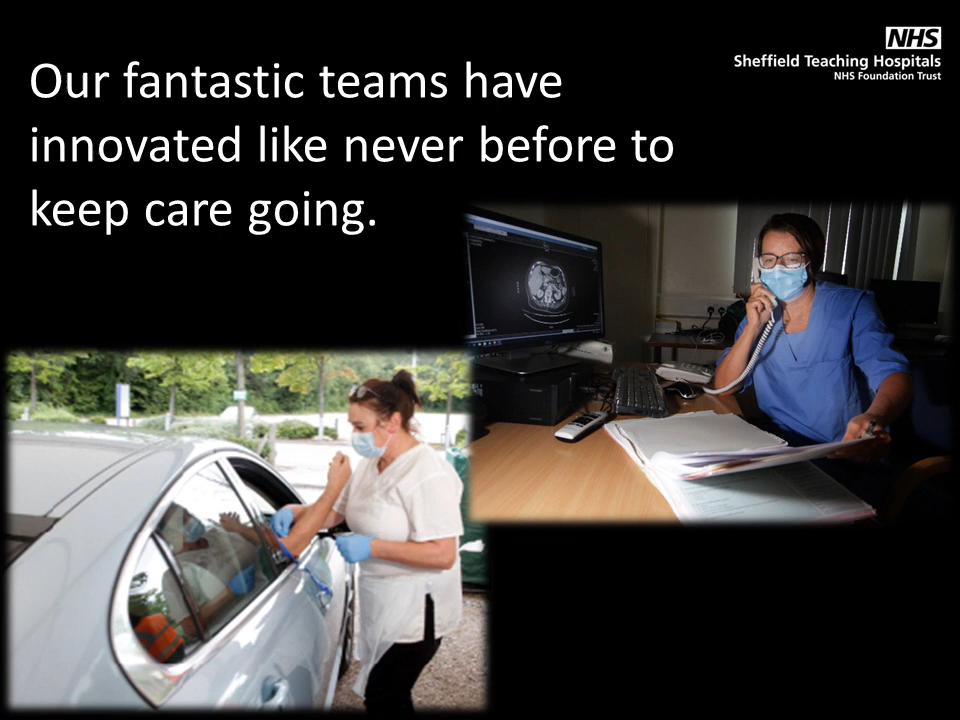 Our fantastic teams have
innovated like never before to
keep care going.
NHS
Sheffield Teaching Hospitals
NHS Foundation Trust